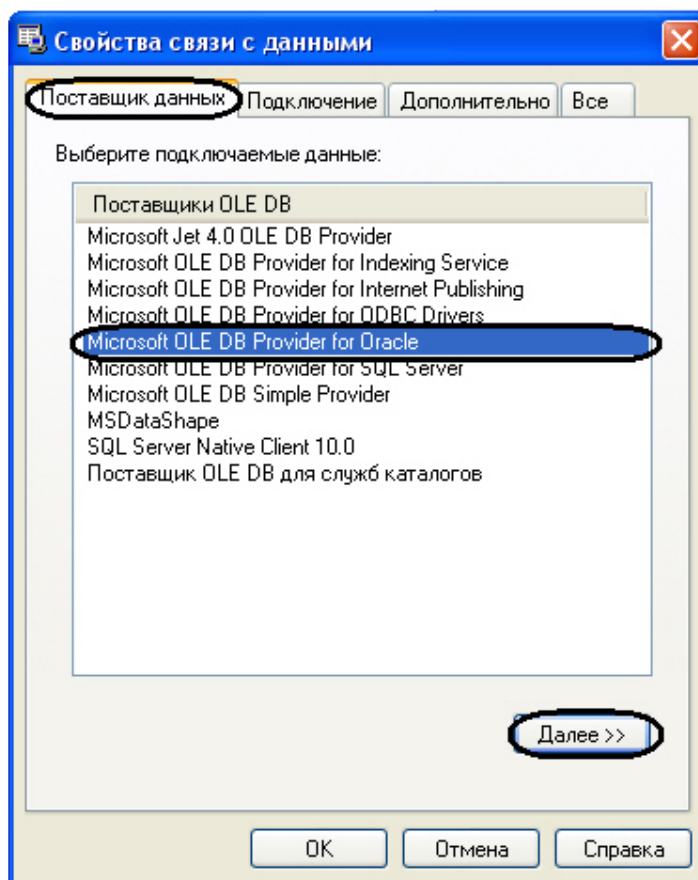 Свойства связи с данными
Поставщик данных Подключение Дополнительно Все
Выберите подключаемые данные:
Поставщики OLE DB
Microsoft Jet 4.0 OLE DB Provider
Microsoft OLE DB Provider for Indexing Service
Microsoft OLE DB Provider for Internet Publishing
Microsoft OLE DB Provider for ODBC Drivers
Microsoft OLE DB Provider for Oracle
Microsoft OLE DB Provider for SQL Server
Microsoft OLE DB Simple Provider
MSDataShape
SQL Server Native Client 10.0
Поставщик OLE DB для служб каталогов
Далее >>
ОК Отмена Справка